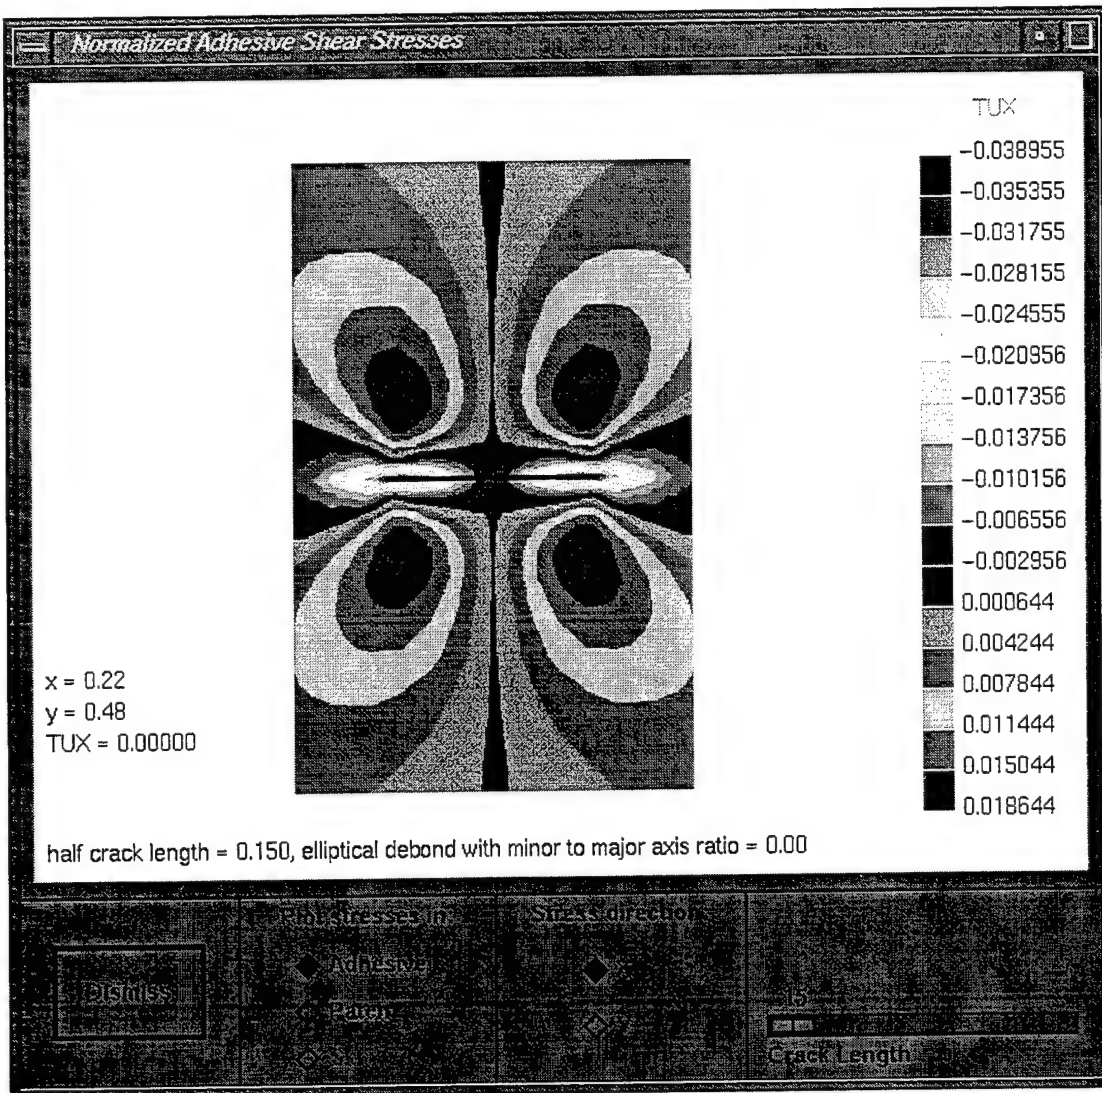 Normalized Adhesive Shear Stresses
TUX
-0.038955
-0.035355
-0.031755
-0.028155
-0.024555
-0.020956
-0.017356
-0.013756
-0.010156
-0.006556
-0.002956
0.000644
0.004244
0.007844
0.011444
0.015044
0.018644
x = 0.22
y = 0.48
TUX = 0.00000
half crack length = 0.150, elliptical debond with minor to major axis ratio = 0.00
Plot stresses in
Stress direction
Adhesive
Dismiss
Patch
15
Crack Length